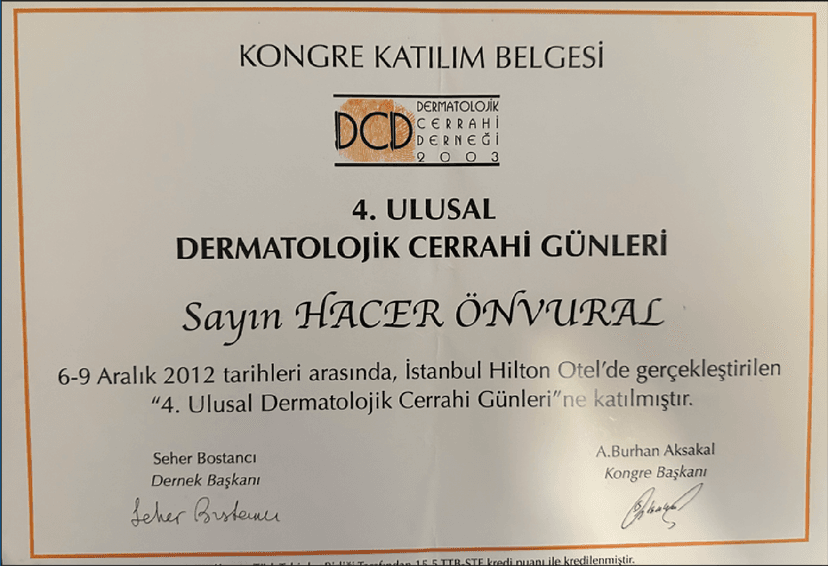 KONGRE KATILIM BELGESİ
DCD
DERMATOLOJİK
CERRAHİ
DERNEĞİ
2003
4. ULUSAL
DERMATOLOJİK CERRAHİ GÜNLERİ
Sayın HACER ÖNVURAL
6-9 Aralık 2012 tarihleri arasında, İstanbul Hilton Otel'de gerçekleştirilen
“4. Ulusal Dermatolojik Cerrahi Günleri”ne katılmıştır.
Seher Bostancı
Dernek Başkanı
Seher Bostancı
A.Burhan Aksakal
Kongre Başkanı
Tarafından 15,5 TTB-STE kredi puanı ile kredilenmiştir.